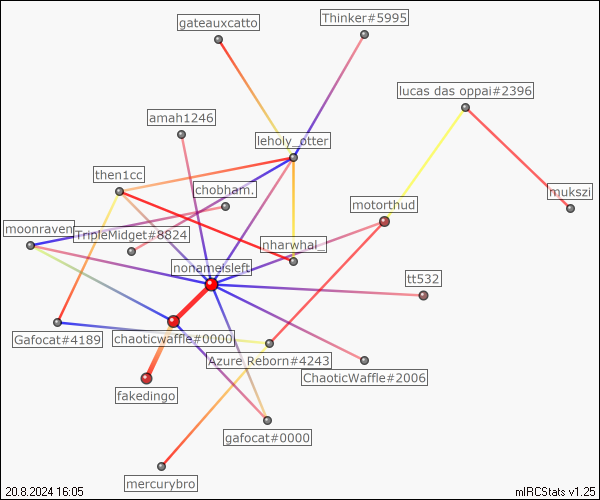 gateauxcatto
Thinker#5995
lucas das oppai#2396
amah1246
leholy_otter
then1cc
chobham.
mukszi
motorthud
moonraven
TripleMidget#8824
nharwhal_
nonameisleft
tt532
Gafocat#4189
chaoticwaffle#0000
Azure Reborn#4243
ChaoticWaffle#2006
fakedingo
gafocat#0000
mercurybro
20.8.2024 16:05
mIRCStats v1.25